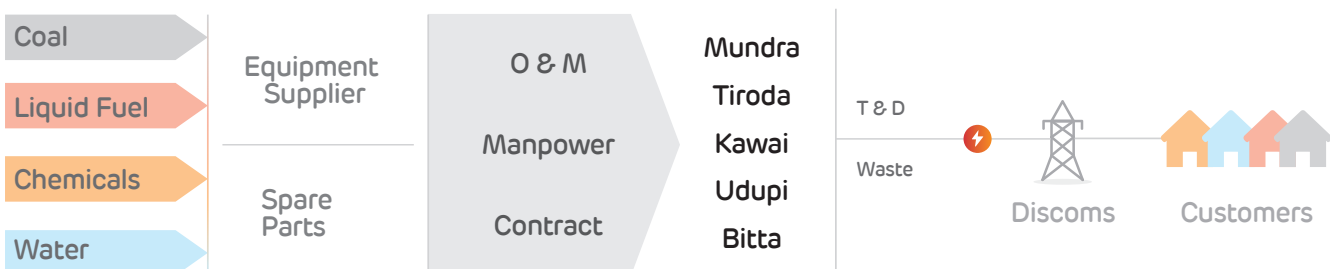 Coal
Liquid Fuel
Chemicals
Water
Equipment
Supplier
Spare
Parts
O & M
Manpower
Contract
Mundra
Tiroda
Kawai
Udupi
Bitta
T & D
Waste
Discoms
Customers